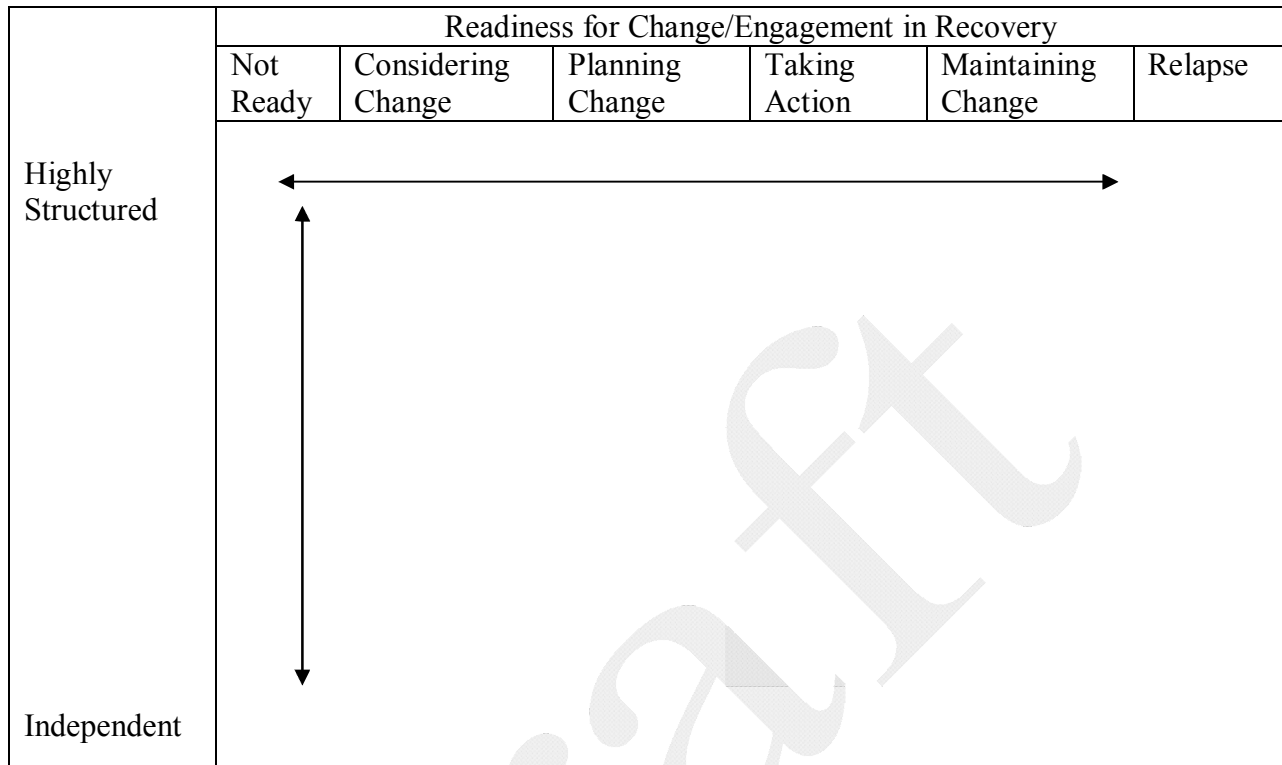 Readiness for Change/Engagement in Recovery
Not Ready
Considering Change
Planning Change
Taking Action
Maintaining Change
Relapse
Highly
Structured
Independent